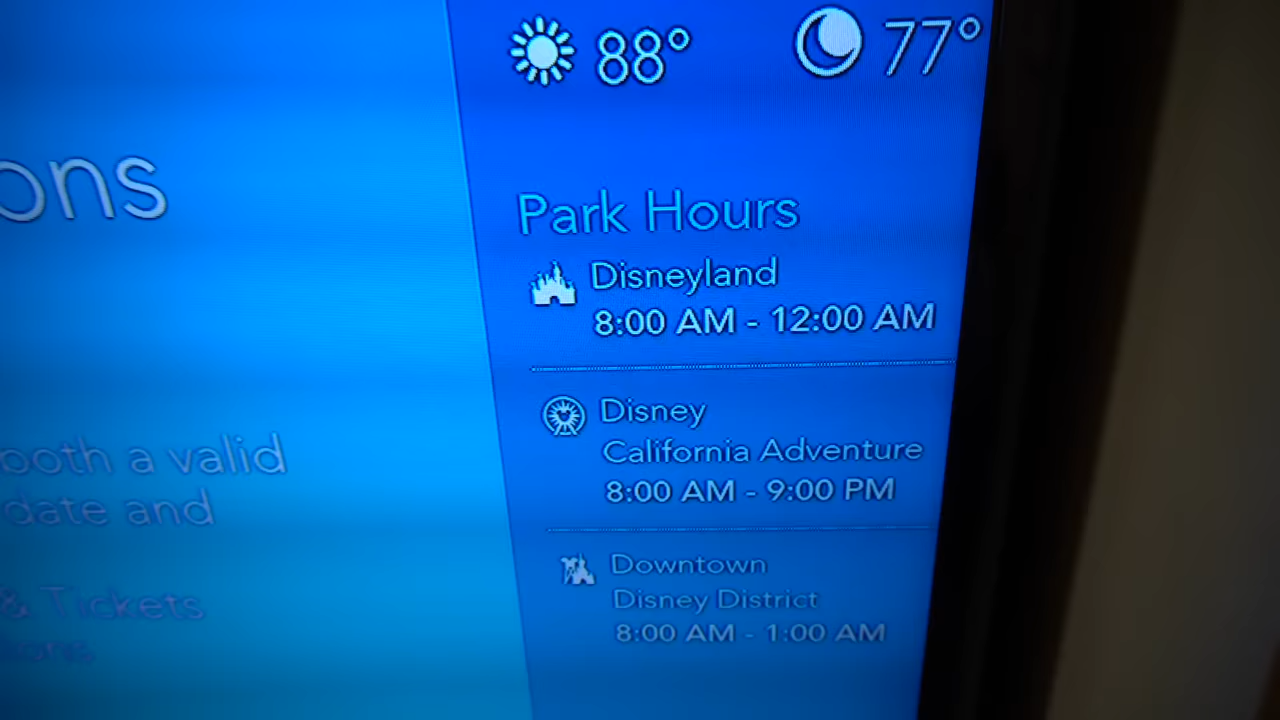 88° 77°
ons
Park Hours
Disneyland
8:00 AM - 12:00 AM
Disney
California Adventure
8:00 AM - 9:00 PM
Downtown
Disney District
8:00 AM - 1:00 AM
both a valid
date and
& Tickets